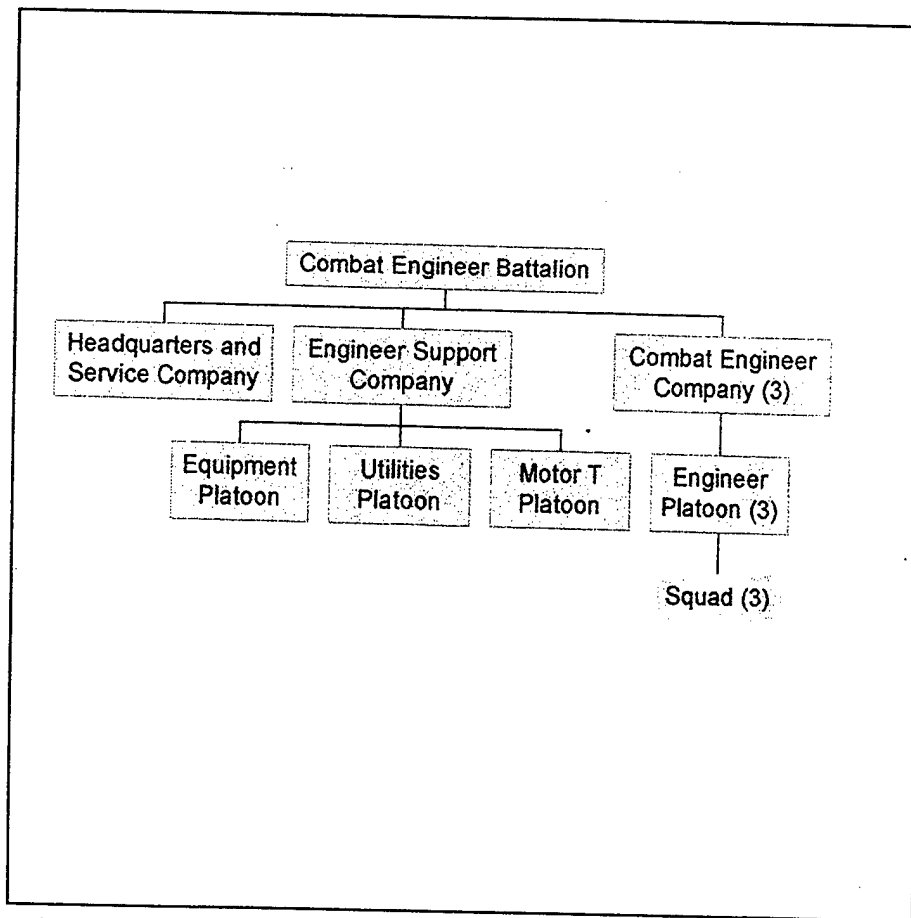 Combat Engineer Battalion
Headquarters and
Service Company
Engineer Support
Company
Combat Engineer
Company (3)
Equipment
Platoon
Utilities
Platoon
Motor T
Platoon
Engineer
Platoon (3)
Squad (3)